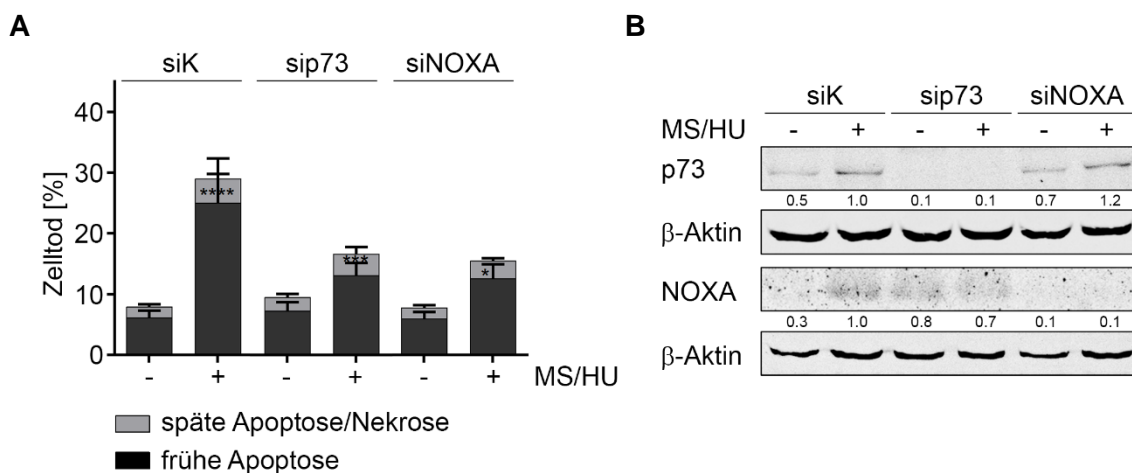 A
siK sip73 siNOXA
Zelltod [%]
40
30
20
10
0
**** *** *
- + - + - + MS/HU
späte Apoptose/Nekrose
frühe Apoptose
B
siK sip73 siNOXA
MS/HU - + - + - +
p73
0.5 1.0 0.1 0.1 0.7 1.2
β-Aktin
NOXA
0.3 1.0 0.8 0.7 0.1 0.1
β-Aktin